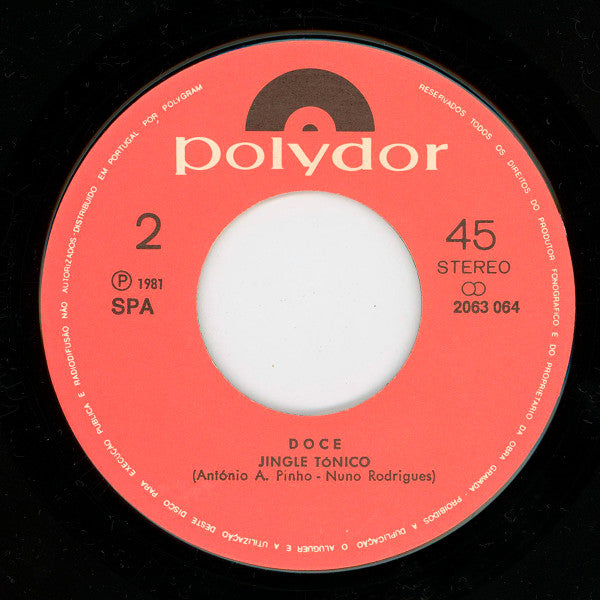 polydor
RESERVADOS TODOS OS DIREITOS DO PRODUTOR FONOGRÁFICO E DO PROPRIETÁRIO DA OBRA GRAVADA PROIBIDOS A DUPLICAÇÃO O ALUGUER E A UTILIZAÇÃO DESTE DISCO PARA EXECUÇÃO PÚBLICA E RADIODIFUSÃO NÃO AUTORIZADOS·DISTRIBUIDO EM PORTUGAL POR POLYGRAM
2
45
STEREO
℗ 1981
SPA
2063 064
DOCE
JINGLE TÓNICO
(António A. Pinho - Nuno Rodrigues)